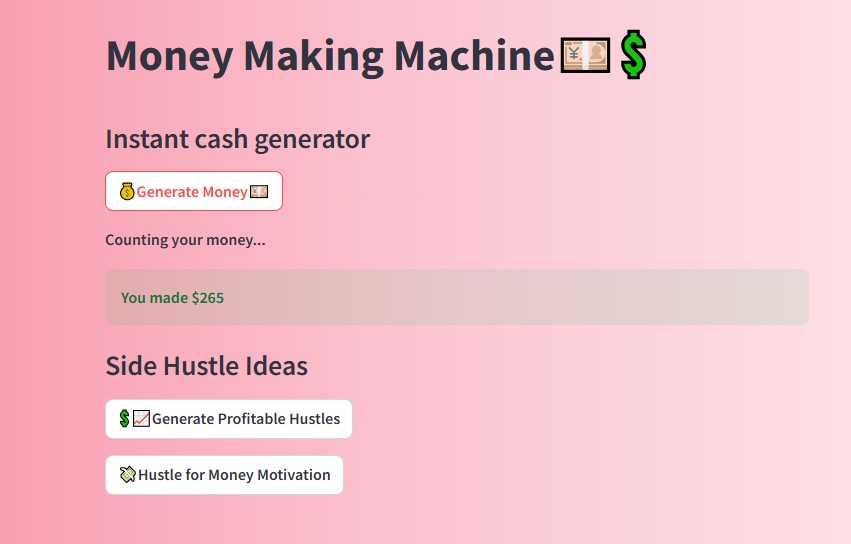 Money Making Machine💴💲
Instant cash generator
💰Generate Money💴
Counting your money...
You made $265
Side Hustle Ideas
💲📈Generate Profitable Hustles
💸Hustle for Money Motivation